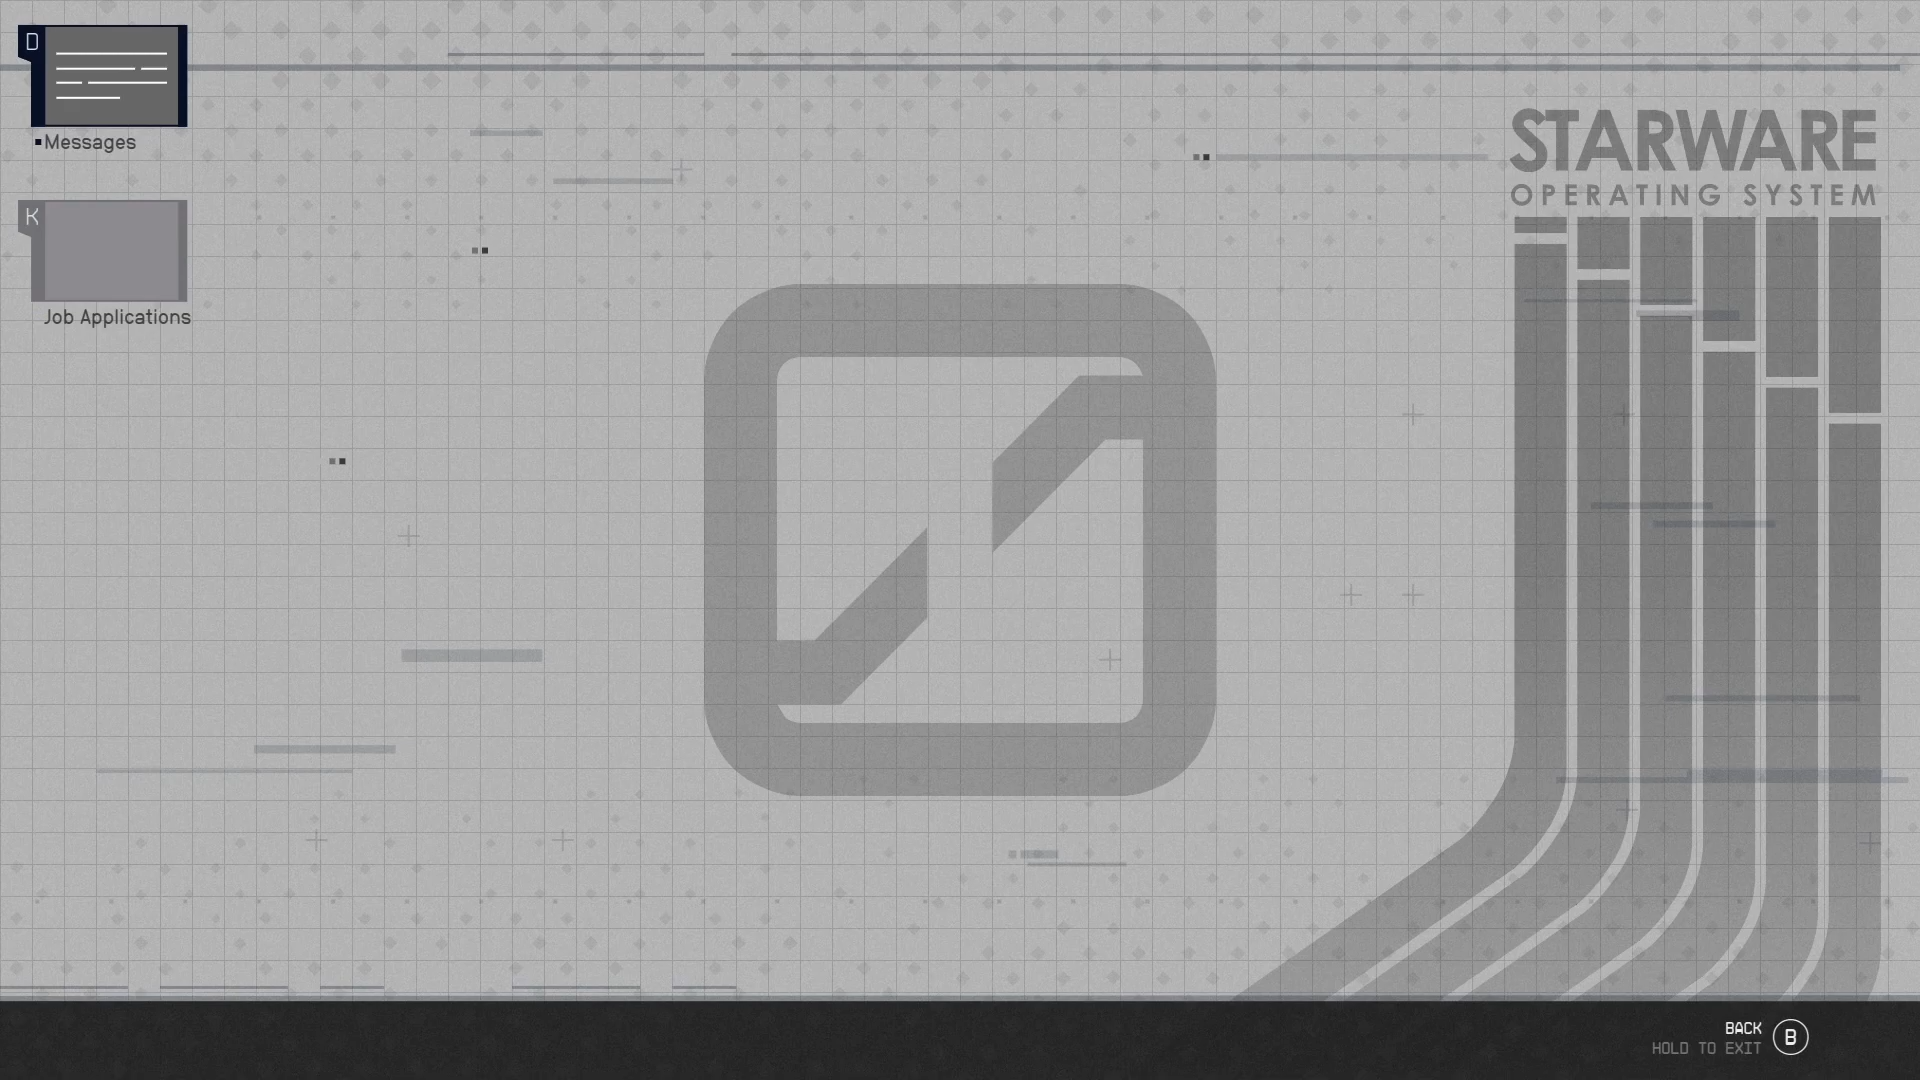 D
Messages
K
Job Applications
STARWARE
OPERATING SYSTEM
BACK
HOLD TO EXIT
B